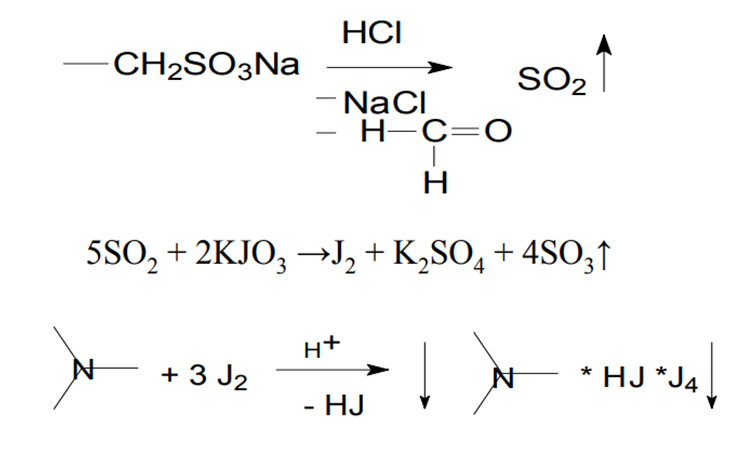 HCl
—CH₂SO₃Na → SO₂ ↑
– NaCl
– H—C=O
H
5SO₂ + 2KJO₃ →J₂ + K₂SO₄ + 4SO₃↑
H⁺
N + 3 J₂ → ↓ N * HJ *J₄ ↓
- HJ